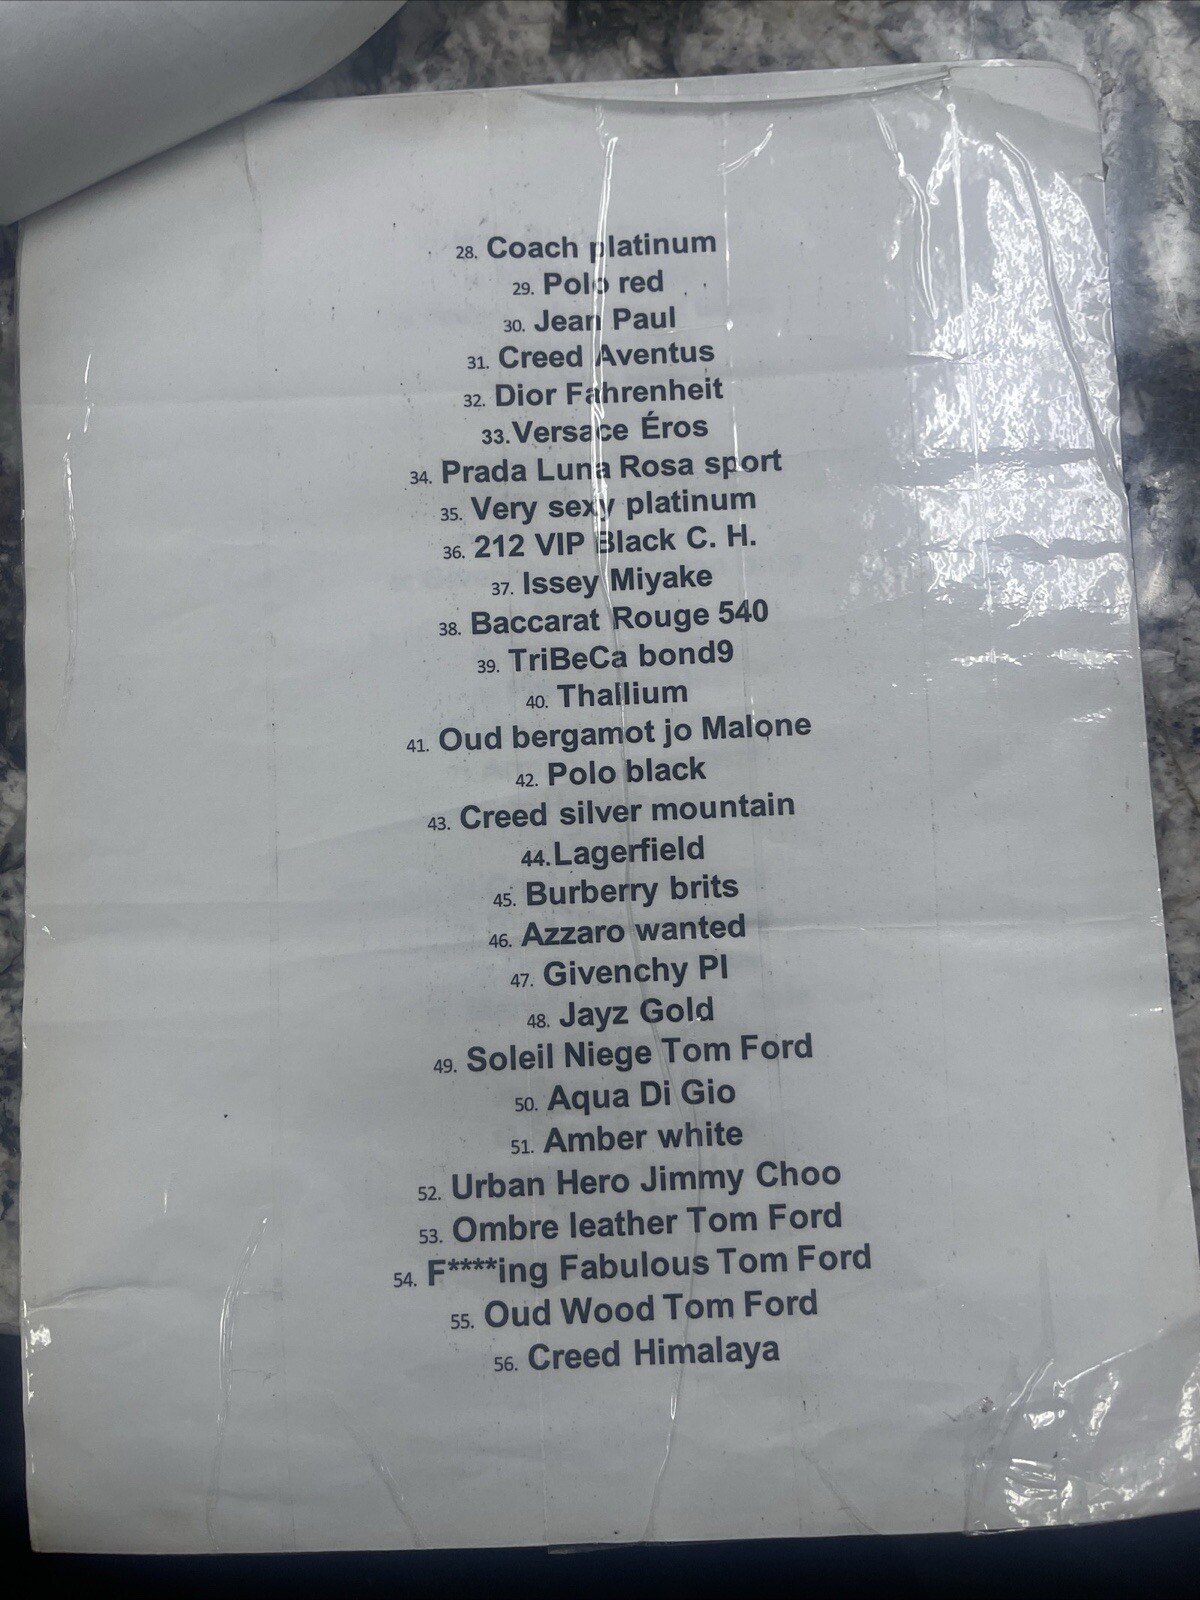 28. Coach platinum
29. Polo red
30. Jean Paul
31. Creed Aventus
32. Dior Fahrenheit
33.Versace Éros
34. Prada Luna Rosa sport
35. Very sexy platinum
36. 212 VIP Black C. H.
37. Issey Miyake
38. Baccarat Rouge 540
39. TriBeCa bond9
40. Thallium
41. Oud bergamot jo Malone
42. Polo black
43. Creed silver mountain
44.Lagerfield
45. Burberry brits
46. Azzaro wanted
47. Givenchy PI
48. Jayz Gold
49. Soleil Niege Tom Ford
50. Aqua Di Gio
51. Amber white
52. Urban Hero Jimmy Choo
53. Ombre leather Tom Ford
54. F****ing Fabulous Tom Ford
55. Oud Wood Tom Ford
56. Creed Himalaya